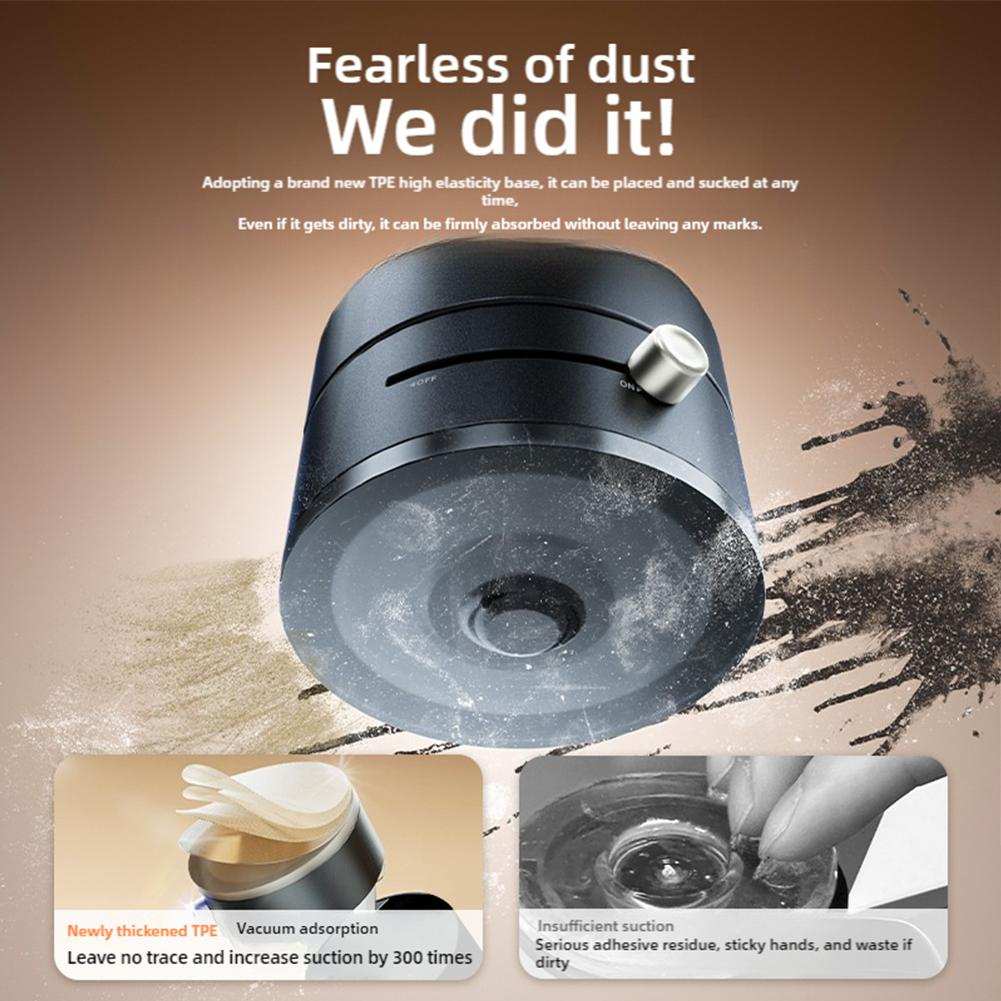 Fearless of dust
We did it!
Adopting a brand new TPE high elasticity base, it can be placed and sucked at any
time,
Even if it gets dirty, it can be firmly absorbed without leaving any marks.
◄OFF
ON►
Newly thickened TPE Vacuum adsorption
Leave no trace and increase suction by 300 times
Insufficient suction
Serious adhesive residue, sticky hands, and waste if
dirty